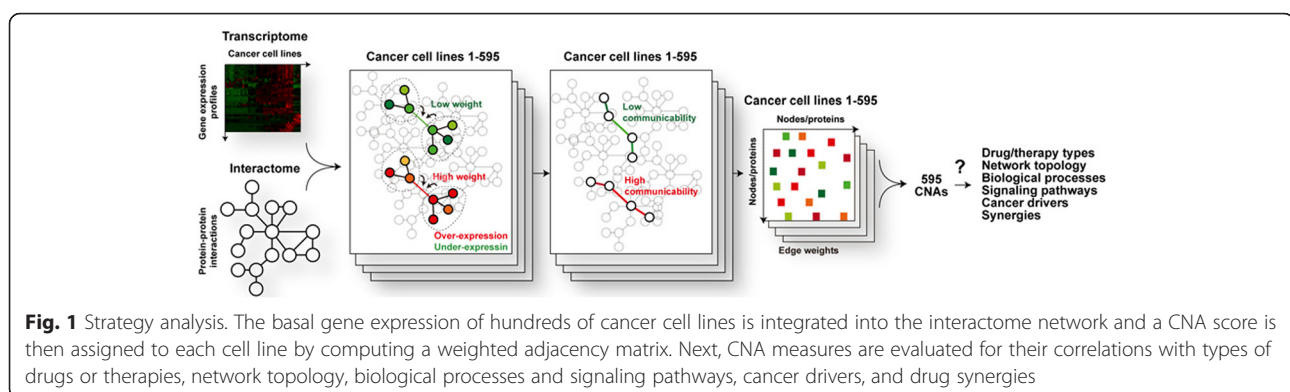 Transcriptome
Cancer cell lines
Gene expression
profiles
Interactome
Protein-protein
interactions
Cancer cell lines 1-595
Low weight
High weight
Over-expression
Under-expressin
Cancer cell lines 1-595
Low
communicability
High
communicability
Cancer cell lines 1-595
Nodes/proteins
Nodes/proteins
Edge weights
595
CNAs
?
Drug/therapy types
Network topology
Biological processes
Signaling pathways
Cancer drivers
Synergies
Fig. 1 Strategy analysis. The basal gene expression of hundreds of cancer cell lines is integrated into the interactome network and a CNA score is
then assigned to each cell line by computing a weighted adjacency matrix. Next, CNA measures are evaluated for their correlations with types of
drugs or therapies, network topology, biological processes and signaling pathways, cancer drivers, and drug synergies